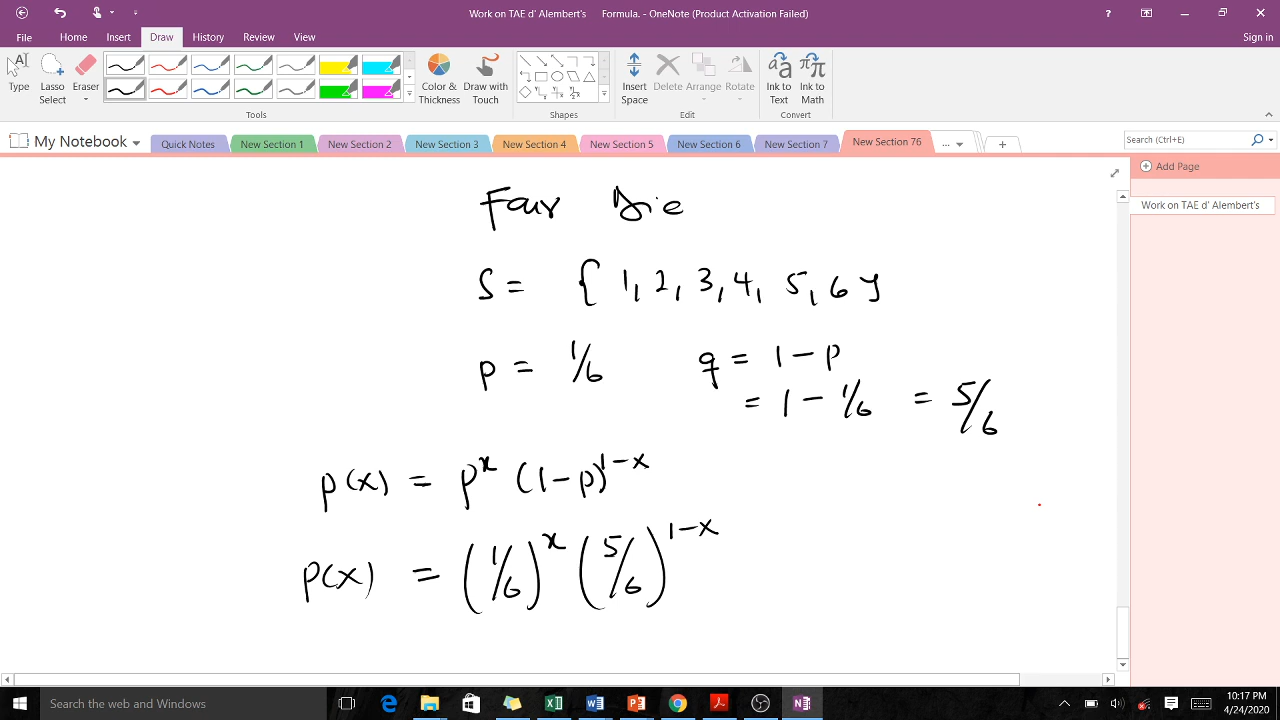 Work on TAE d' Alembert's Formula. - OneNote (Product Activation Failed)
File Home Insert Draw History Review View Sign in
Type Lasso Select Eraser Color & Thickness Draw with Touch Insert Space Delete Arrange Rotate Ink to Text Ink to Math
Tools Shapes Edit Convert
My Notebook Quick Notes New Section 1 New Section 2 New Section 3 New Section 4 New Section 5 New Section 6 New Section 7 New Section 76 ... + Search (Ctrl+E)
Add Page
Work on TAE d' Alembert's
Fair Die
S = { 1, 2, 3, 4, 5, 6 }
p = 1/6 q = 1 - p
= 1 - 1/6 = 5/6
p(x) = p^x (1-p)^1-x
p(x) = (1/6)^x (5/6)^1-x
Search the web and Windows
10:17 PM
4/24/2020